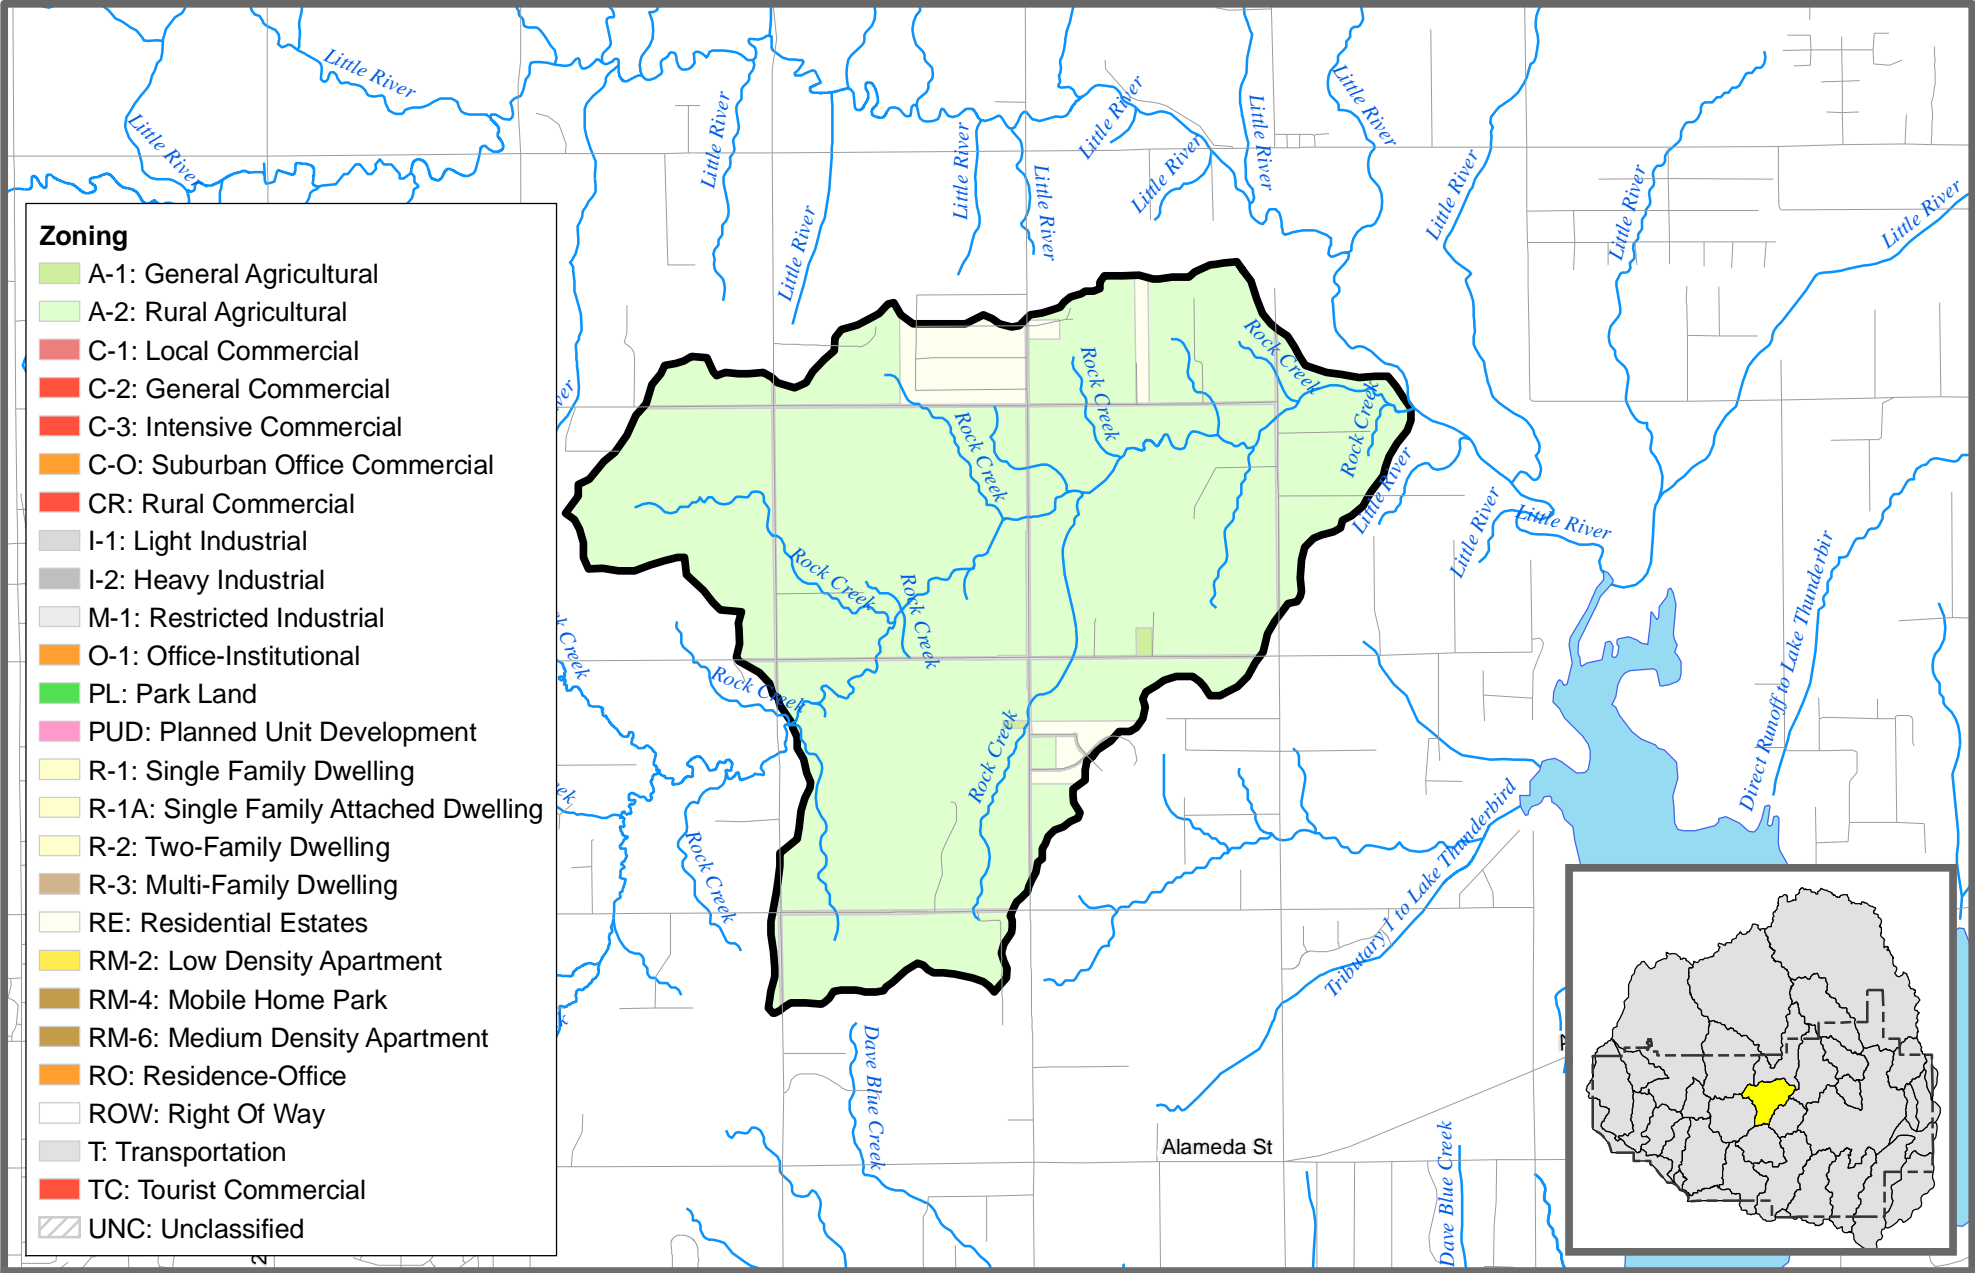 Little River
Little River
Little River
Little River
Little River
Little River
Little River
Little River
Little River
Little River
Little River
Little River
Little River
Zoning
A-1: General Agricultural
A-2: Rural Agricultural
C-1: Local Commercial
C-2: General Commercial
C-3: Intensive Commercial
C-O: Suburban Office Commercial
CR: Rural Commercial
I-1: Light Industrial
I-2: Heavy Industrial
M-1: Restricted Industrial
O-1: Office-Institutional
PL: Park Land
PUD: Planned Unit Development
R-1: Single Family Dwelling
R-1A: Single Family Attached Dwelling
R-2: Two-Family Dwelling
R-3: Multi-Family Dwelling
RE: Residential Estates
RM-2: Low Density Apartment
RM-4: Mobile Home Park
RM-6: Medium Density Apartment
RO: Residence-Office
ROW: Right Of Way
T: Transportation
TC: Tourist Commercial
UNC: Unclassified
Rock Creek
Rock Creek
Rock Creek
Rock Creek
Little River
Little River
Little River
Rock Creek
Rock Creek
Rock Creek
Rock Creek
Rock Creek
Direct Runoff to Lake Thunderbir
Tributary 1 to Lake Thunderbird
Dave Blue Creek
Alameda St
Dave Blue Creek